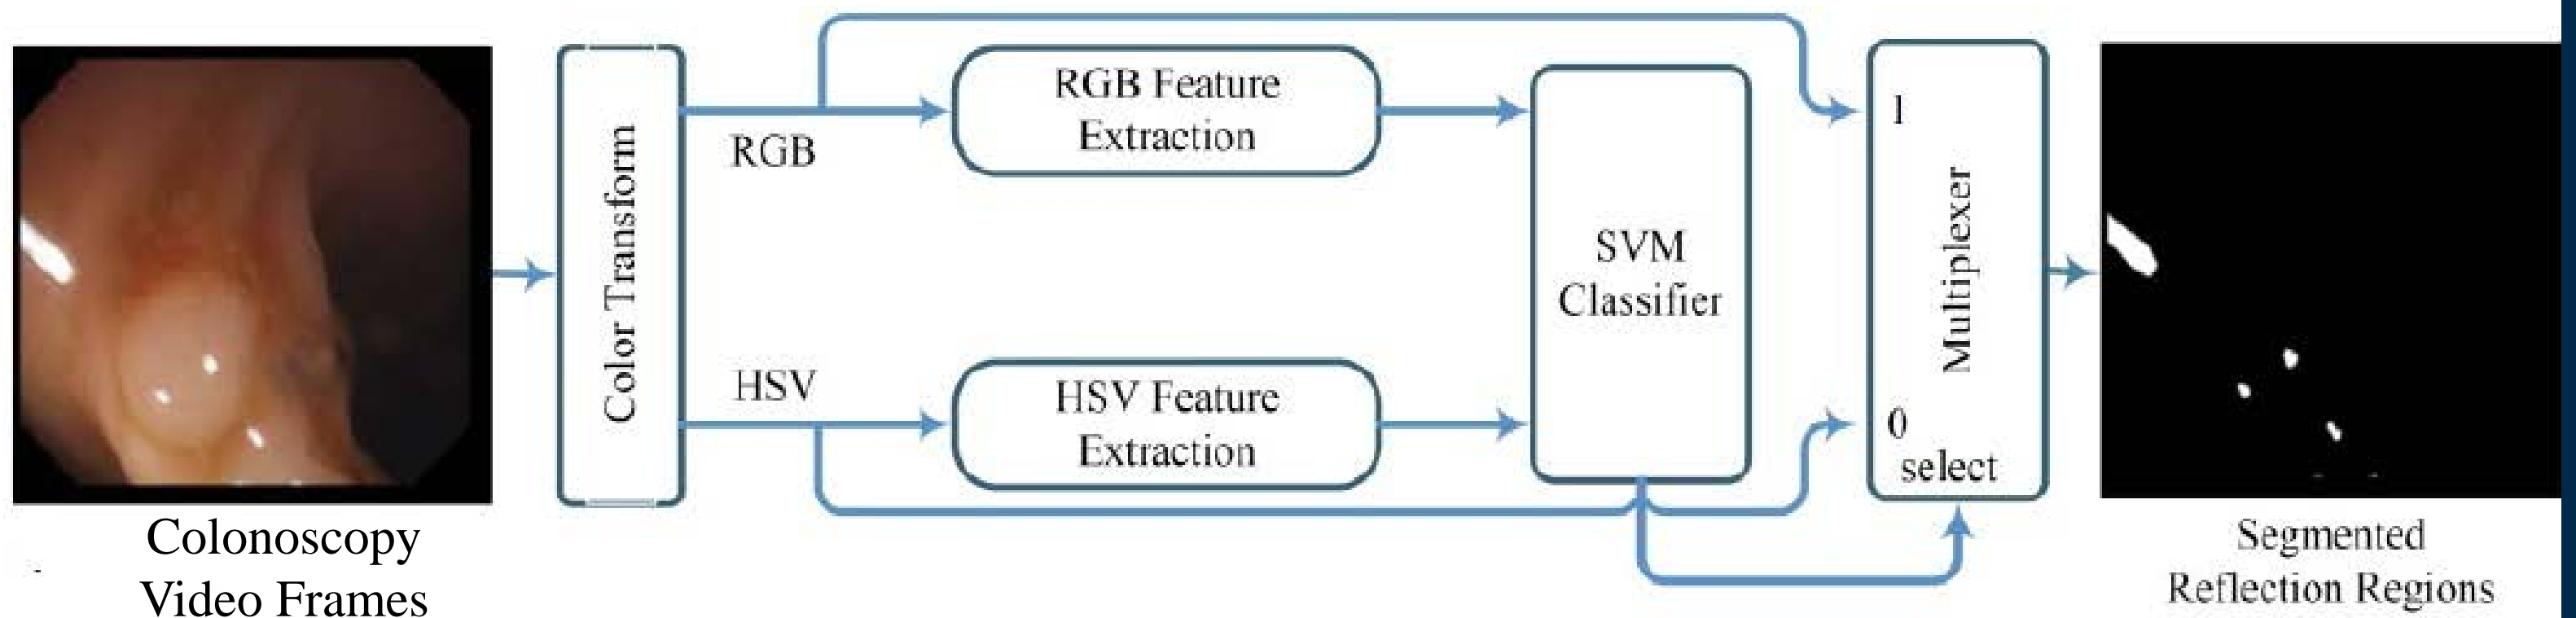 Colonoscopy
Video Frames
Color Transform
RGB
HSV
RGB Feature
Extraction
HSV Feature
Extraction
SVM
Classifier
1
Multiplexer
0
select
Segmented
Reflection Regions